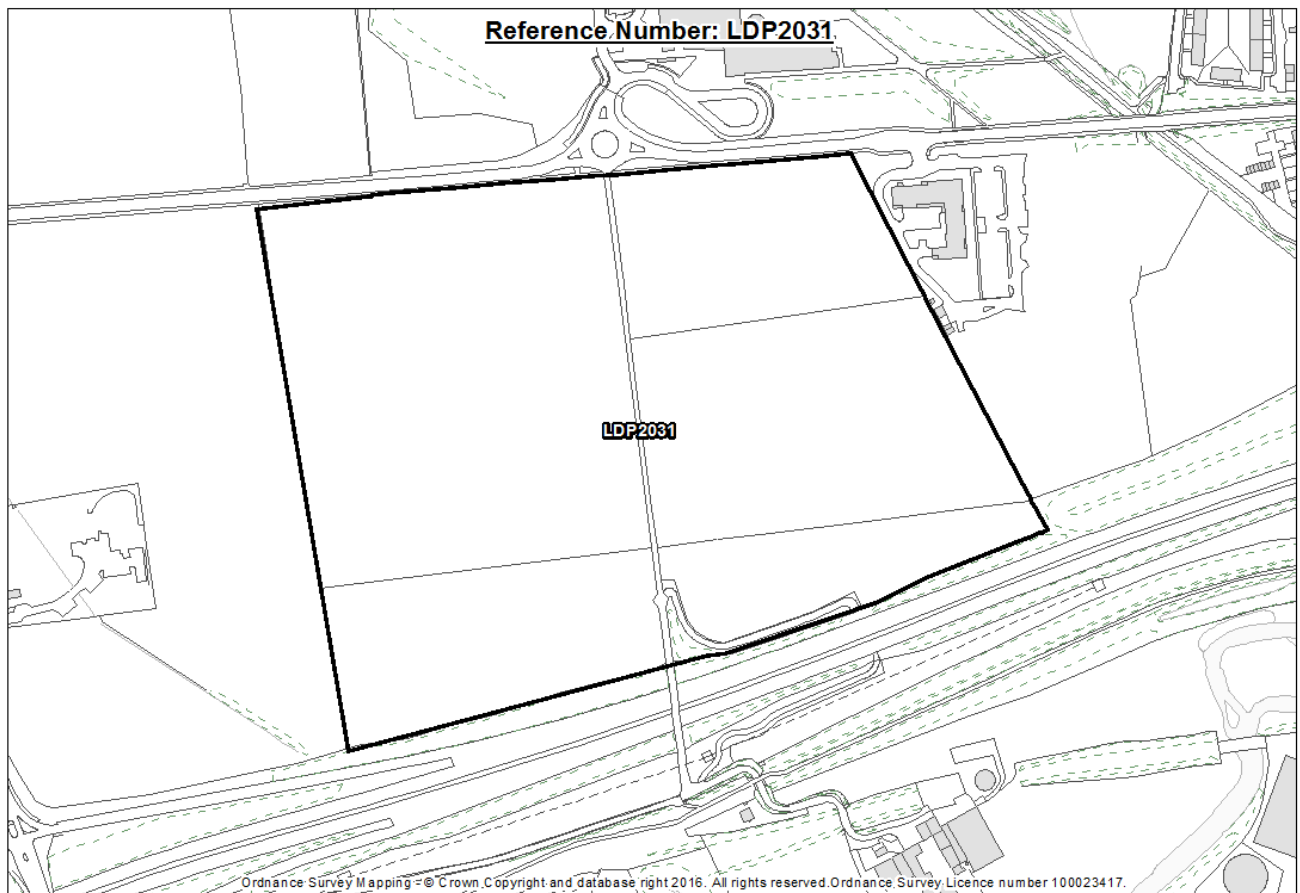 Reference Number: LDP2031
LDP2031
Ordnance Survey Mapping - © Crown Copyright and database right 2016. All rights reserved.Ordnance Survey Licence number 100023417.